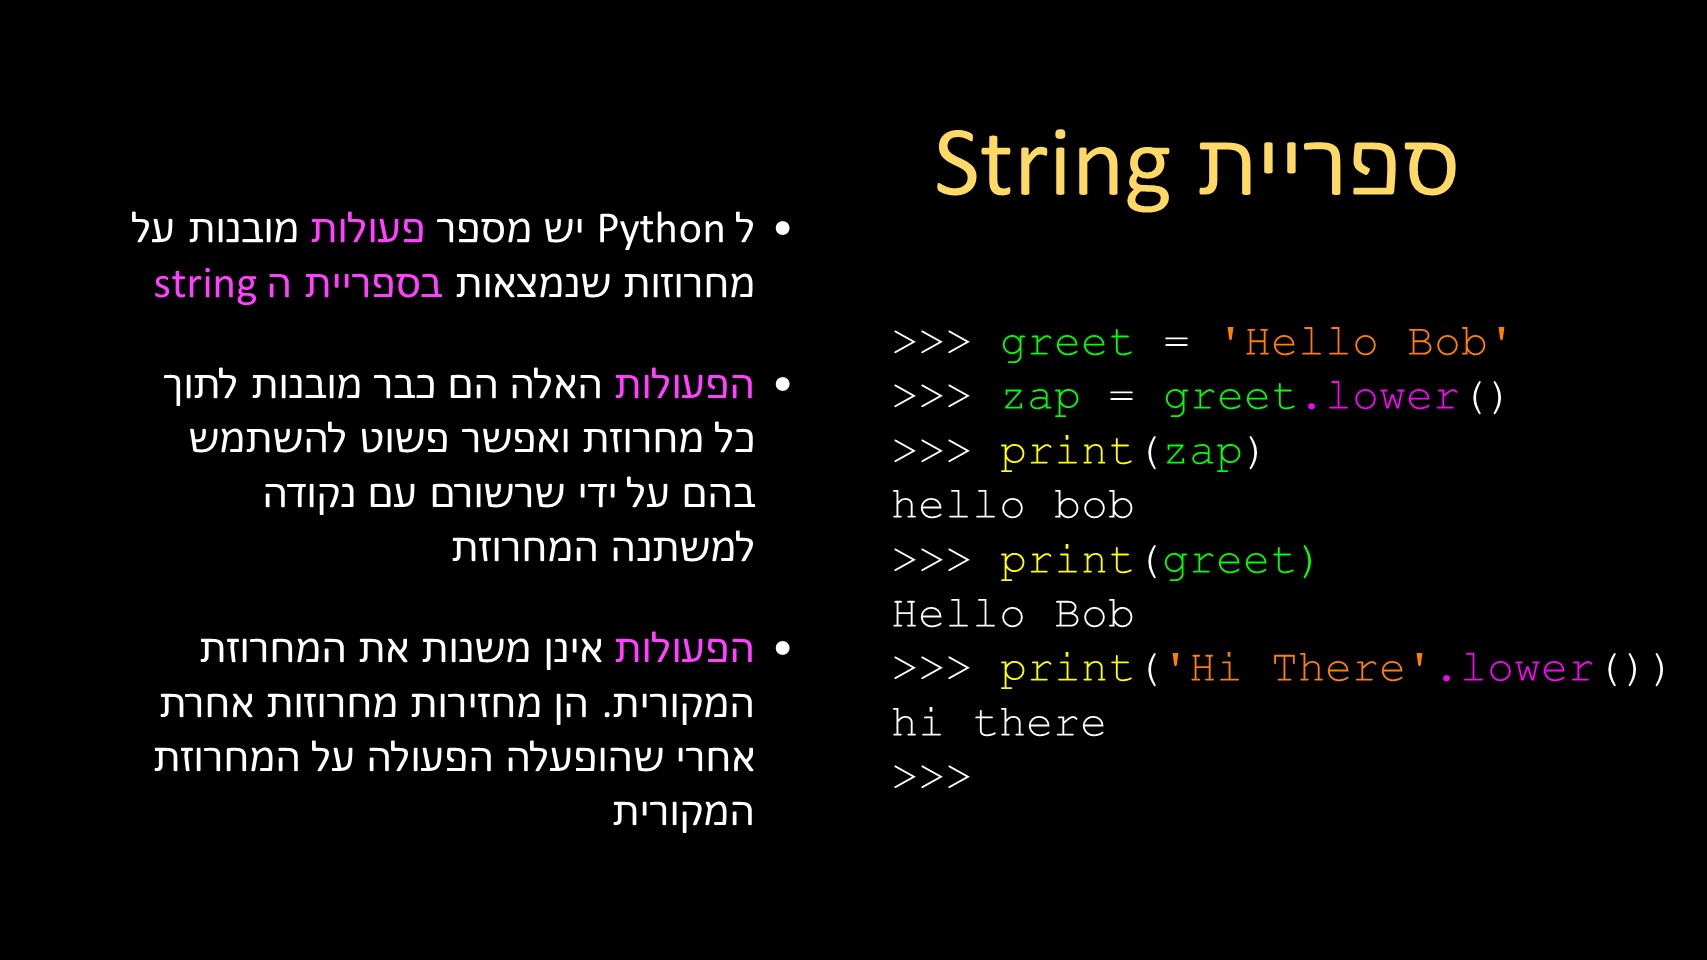 ספריית String
• ל Python יש מספר פעולות מובנות על
מחרוזות שנמצאות בספריית ה string
• הפעולות האלה הם כבר מובנות לתוך
כל מחרוזת ואפשר פשוט להשתמש
בהם על ידי שרשורם עם נקודה
למשתנה המחרוזת
• הפעולות אינן משנות את המחרוזת
המקורית. הן מחזירות מחרוזות אחרת
אחרי שהופעלה הפעולה על המחרוזת
המקורית
>>> greet = 'Hello Bob'
>>> zap = greet.lower()
>>> print(zap)
hello bob
>>> print(greet)
Hello Bob
>>> print('Hi There'.lower())
hi there
>>>